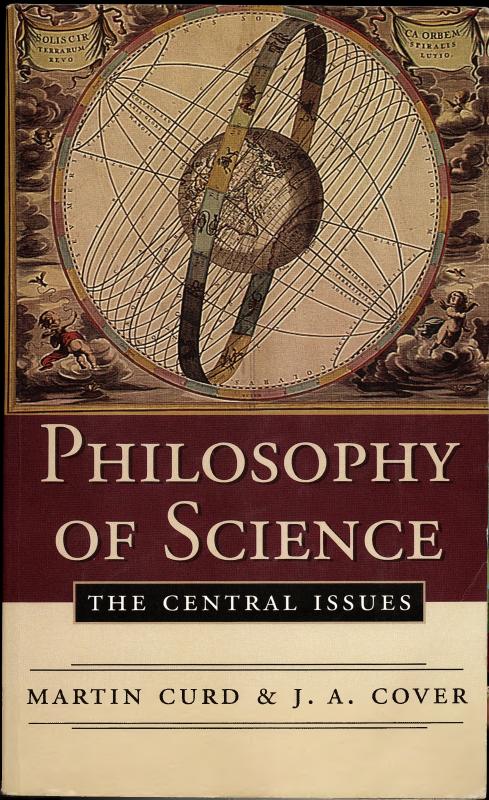 SOLIS CIR
TERRARUM
REVO
CA ORBEM
SPIRALIS
LUTIO.
PHILOSOPHY
OF SCIENCE
THE CENTRAL ISSUES
MARTIN CURD & J. A. COVER